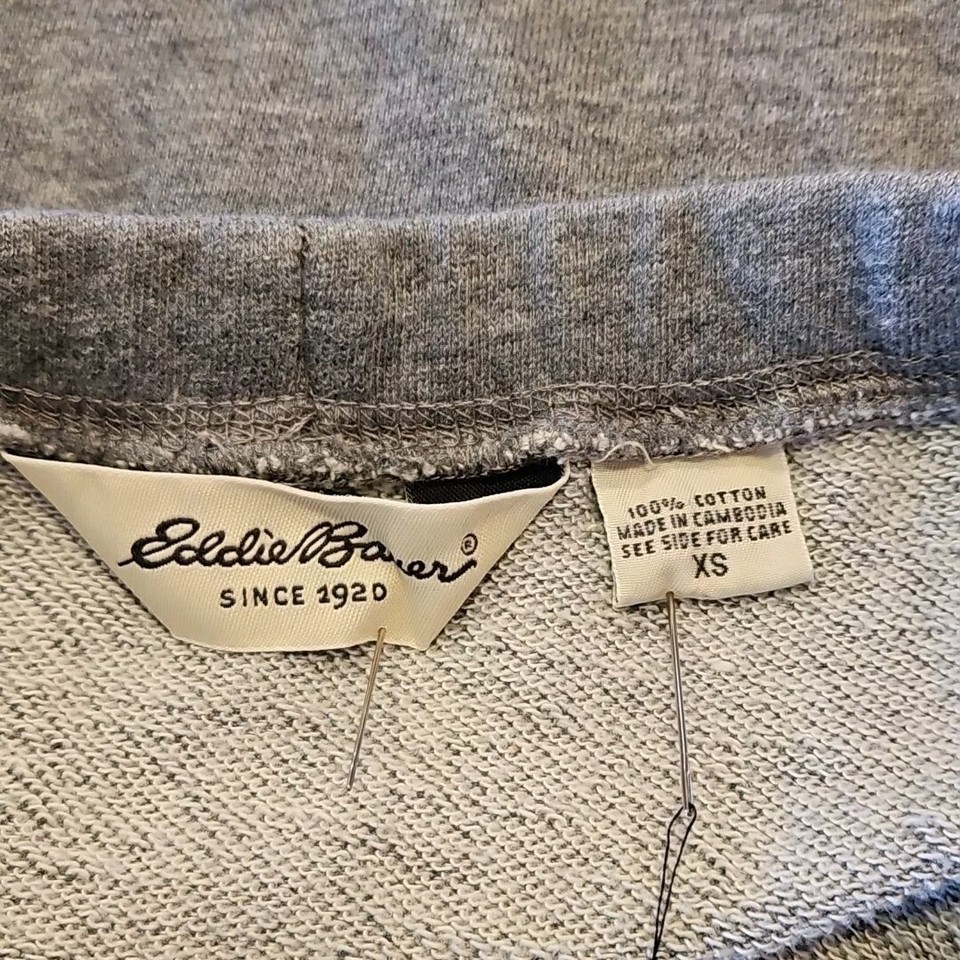 Eddie Bauer®
SINCE 1920
100% COTTON
MADE IN CAMBODIA
SEE SIDE FOR CARE
XS